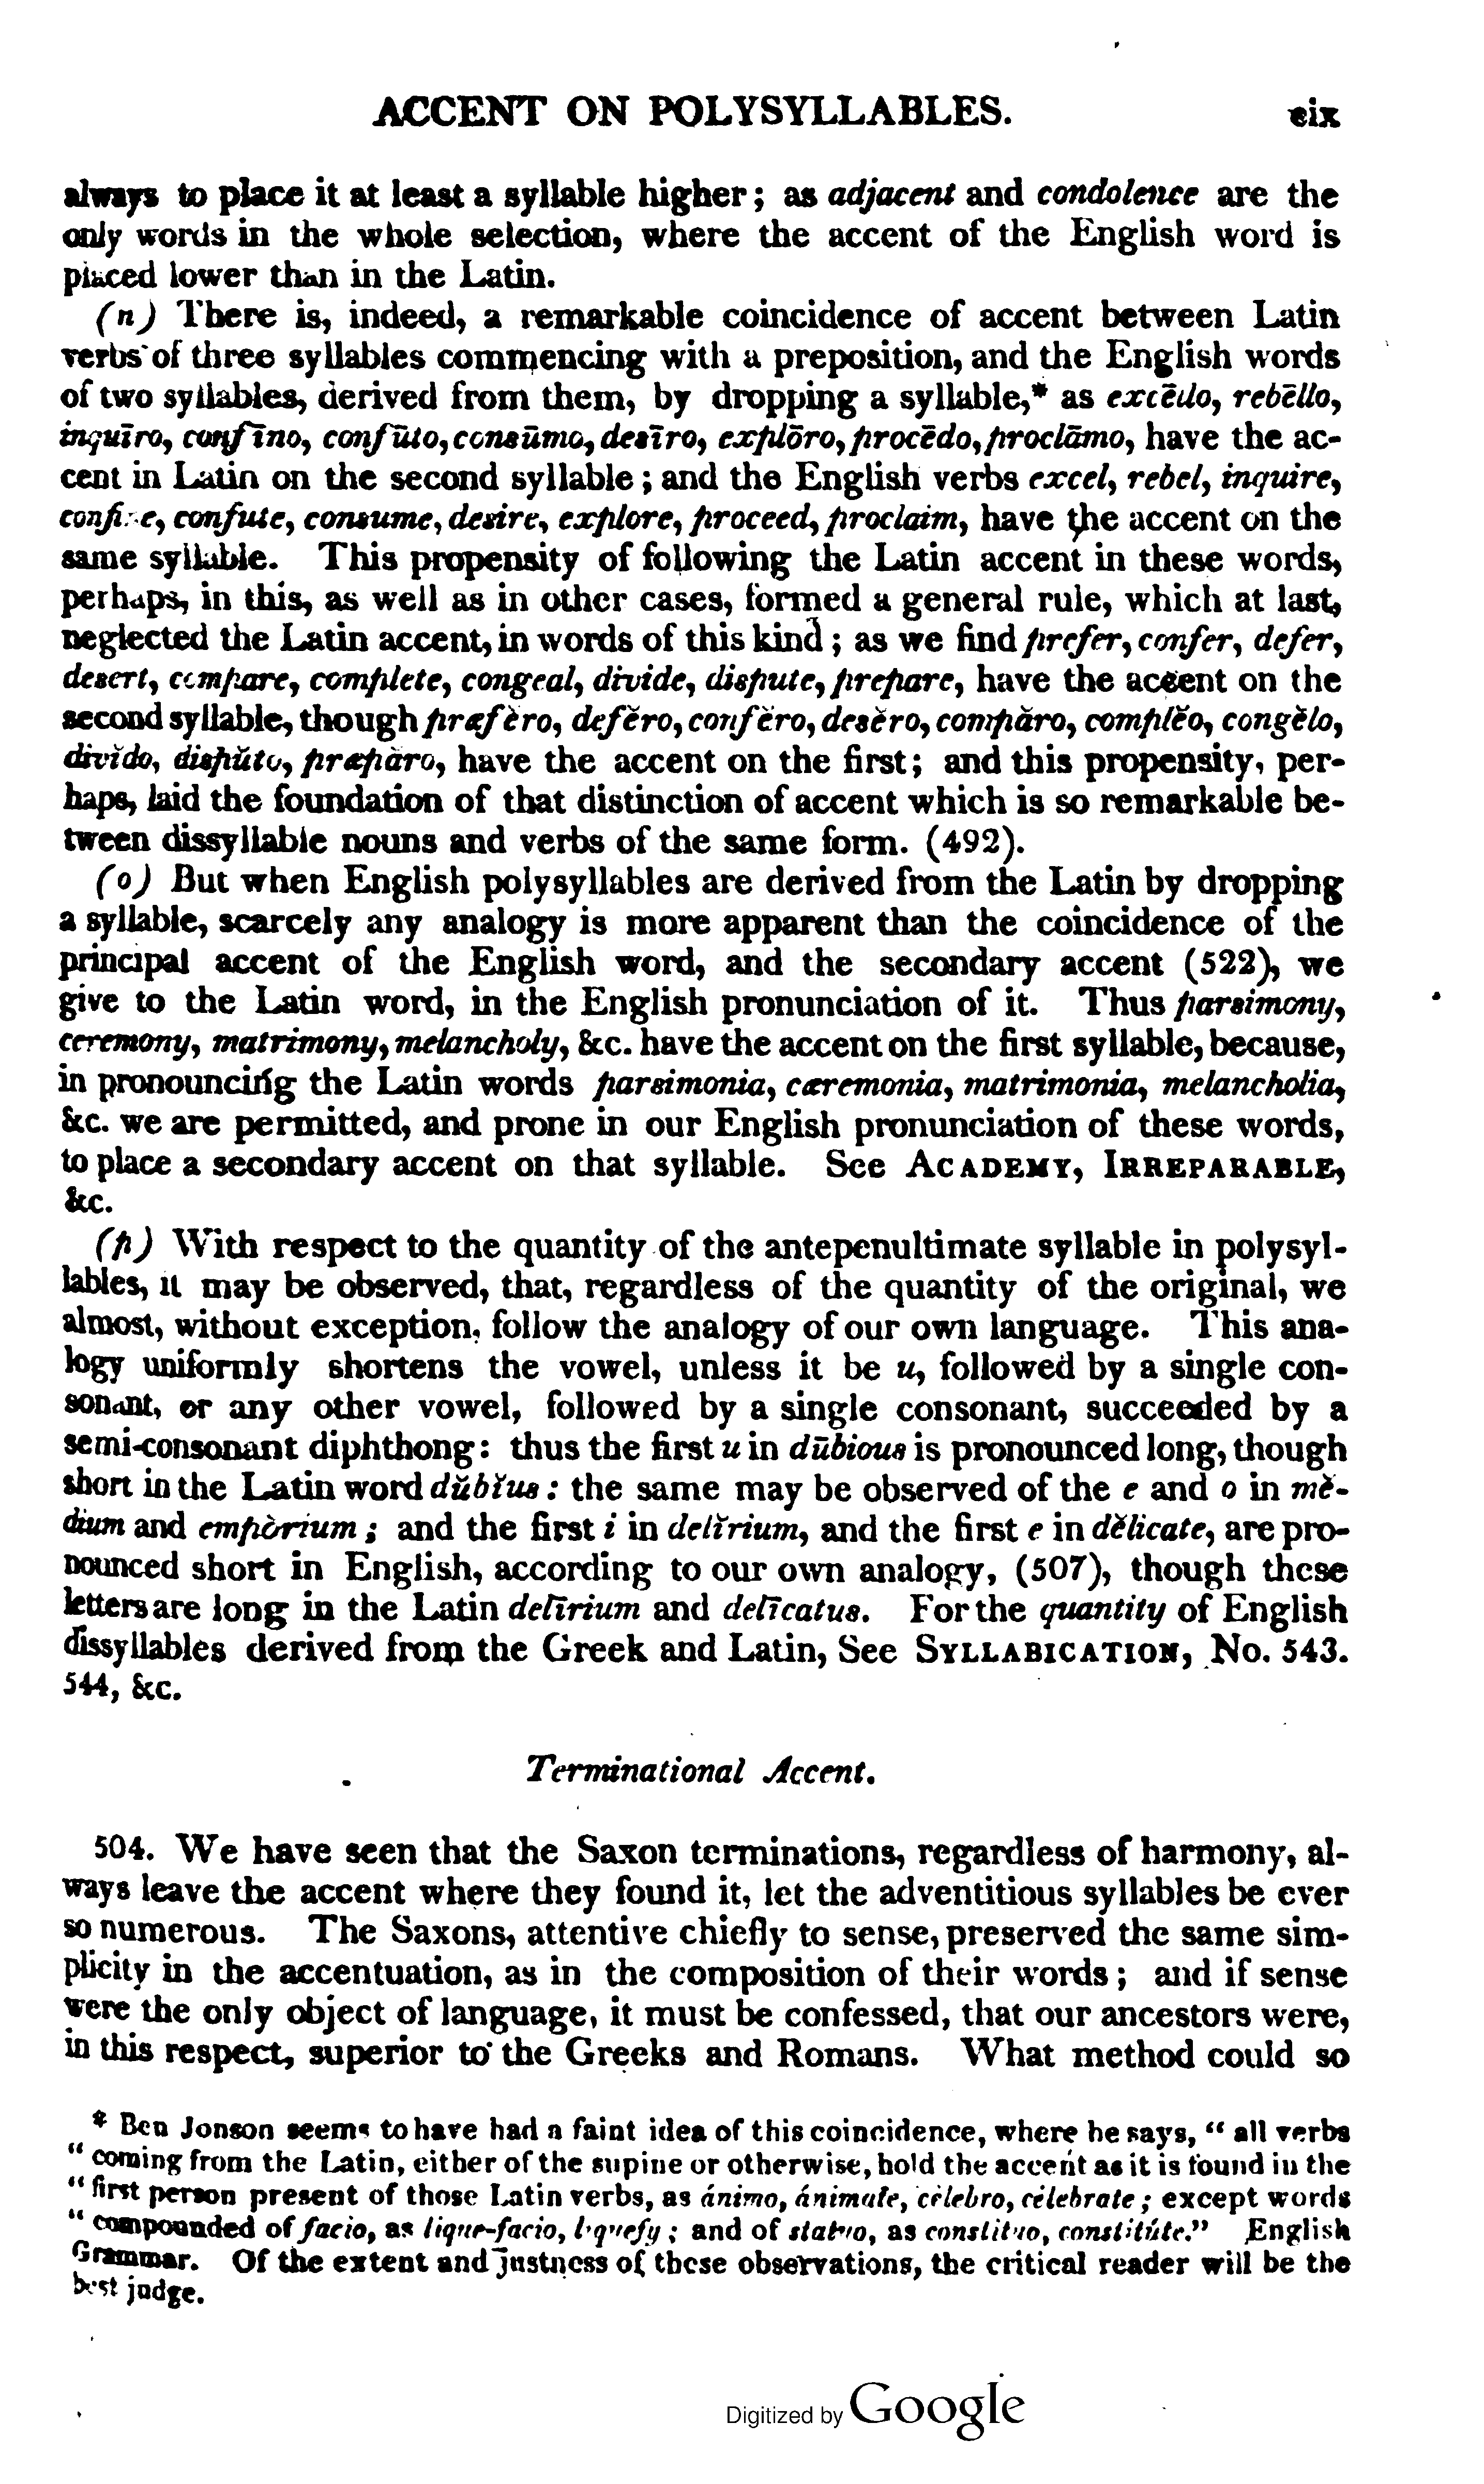 ACCENT ON POLYSYLLABLES. cix
always to place it at least a syllable higher; as adjacent and condolence are the
only words in the whole selection, where the accent of the English word is
placed lower than in the Latin.
(n) There is, indeed, a remarkable coincidence of accent between Latin
verbs of three syllables commencing with a preposition, and the English words
of two syllables, derived from them, by dropping a syllable,* as excēdo, rebēllo,
inquīro, confīno, confūto, consūmo, desīro, explōro, procēdo, proclāmo, have the ac-
cent in Latin on the second syllable; and the English verbs excel, rebel, inquire,
confine, confute, consume, desire, explore, proceed, proclaim, have the accent on the
same syllable. This propensity of following the Latin accent in these words,
perhaps, in this, as well as in other cases, formed a general rule, which at last,
neglected the Latin accent, in words of this kind; as we find prefer, confer, defer,
desert, compare, complete, congeal, divide, dispute, prepare, have the accent on the
second syllable, though præfĕro, defĕro, confĕro, desĕro, compăro, complĕo, congĕlo,
divĭdo, dispŭto, præpăro, have the accent on the first; and this propensity, per-
haps, laid the foundation of that distinction of accent which is so remarkable be-
tween dissyllable nouns and verbs of the same form. (492).
(o) But when English polysyllables are derived from the Latin by dropping
a syllable, scarcely any analogy is more apparent than the coincidence of the
principal accent of the English word, and the secondary accent (522), we
give to the Latin word, in the English pronunciation of it. Thus parsimony,
ceremony, matrimony, melancholy, &c. have the accent on the first syllable, because,
in pronouncing the Latin words parsimonia, cæremonia, matrimonia, melancholia,
&c. we are permitted, and prone in our English pronunciation of these words,
to place a secondary accent on that syllable. See ACADEMY, IRREPARABLE,
&c.
(p) With respect to the quantity of the antepenultimate syllable in polysyl-
lables, it may be observed, that, regardless of the quantity of the original, we
almost, without exception, follow the analogy of our own language. This ana-
logy uniformly shortens the vowel, unless it be u, followed by a single con-
sonant, or any other vowel, followed by a single consonant, succeeded by a
semi-consonant diphthong: thus the first u in dūbious is pronounced long, though
short in the Latin word dŭbĭus: the same may be observed of the e and o in mĕ-
dium and empŏrium; and the first i in delĭrium, and the first e in dĕlicate, are pro-
nounced short in English, according to our own analogy, (507), though these
letters are long in the Latin delīrium and delīcatus. For the quantity of English
dissyllables derived from the Greek and Latin, See SYLLABICATION, No. 543.
544, &c.
Terminational Accent.
504. We have seen that the Saxon terminations, regardless of harmony, al-
ways leave the accent where they found it, let the adventitious syllables be ever
so numerous. The Saxons, attentive chiefly to sense, preserved the same sim-
plicity in the accentuation, as in the composition of their words; and if sense
were the only object of language, it must be confessed, that our ancestors were,
in this respect, superior to the Greeks and Romans. What method could so
* Ben Jonson seems to have had a faint idea of this coincidence, where he says, “ all verbs
“ coming from the Latin, either of the supine or otherwise, hold the accent as it is found in the
“ first person present of those Latin verbs, as ánimo, ánimate, célebro, célebrate; except words
“ compounded of facio, as lique-facio, liquefy; and of statuo, as constituo, constitúte.” English
Grammar. Of the extent and justness of these observations, the critical reader will be the
best judge.
Digitized by Google